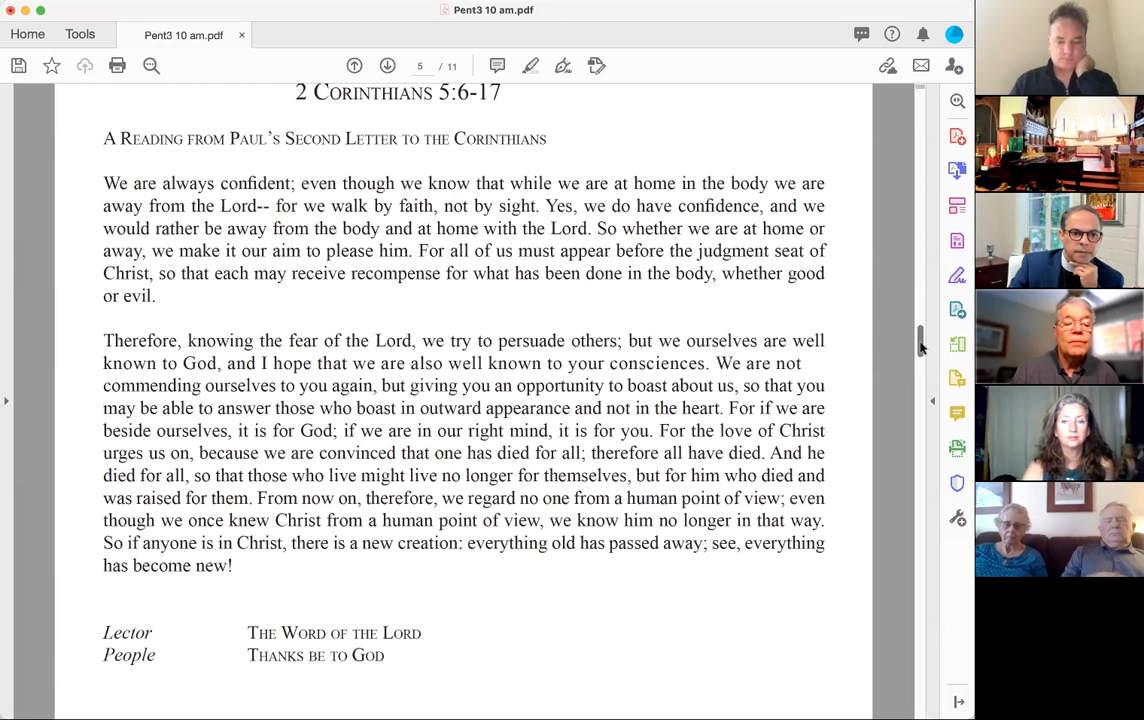 Pent3 10 am.pdf
Home
Tools
Pent3 10 am.pdf
×
5 / 11
2 CORINTHIANS 5:6-17
A READING FROM PAUL'S SECOND LETTER TO THE CORINTHIANS
We are always confident; even though we know that while we are at home in the body we are
away from the Lord-- for we walk by faith, not by sight. Yes, we do have confidence, and we
would rather be away from the body and at home with the Lord. So whether we are at home or
away, we make it our aim to please him. For all of us must appear before the judgment seat of
Christ, so that each may receive recompense for what has been done in the body, whether good
or evil.
Therefore, knowing the fear of the Lord, we try to persuade others; but we ourselves are well
known to God, and I hope that we are also well known to your consciences. We are not
commending ourselves to you again, but giving you an opportunity to boast about us, so that you
may be able to answer those who boast in outward appearance and not in the heart. For if we are
beside ourselves, it is for God; if we are in our right mind, it is for you. For the love of Christ
urges us on, because we are convinced that one has died for all; therefore all have died. And he
died for all, so that those who live might live no longer for themselves, but for him who died and
was raised for them. From now on, therefore, we regard no one from a human point of view; even
though we once knew Christ from a human point of view, we know him no longer in that way.
So if anyone is in Christ, there is a new creation: everything old has passed away; see, everything
has become new!
Lector THE WORD OF THE LORD
People THANKS BE TO GOD